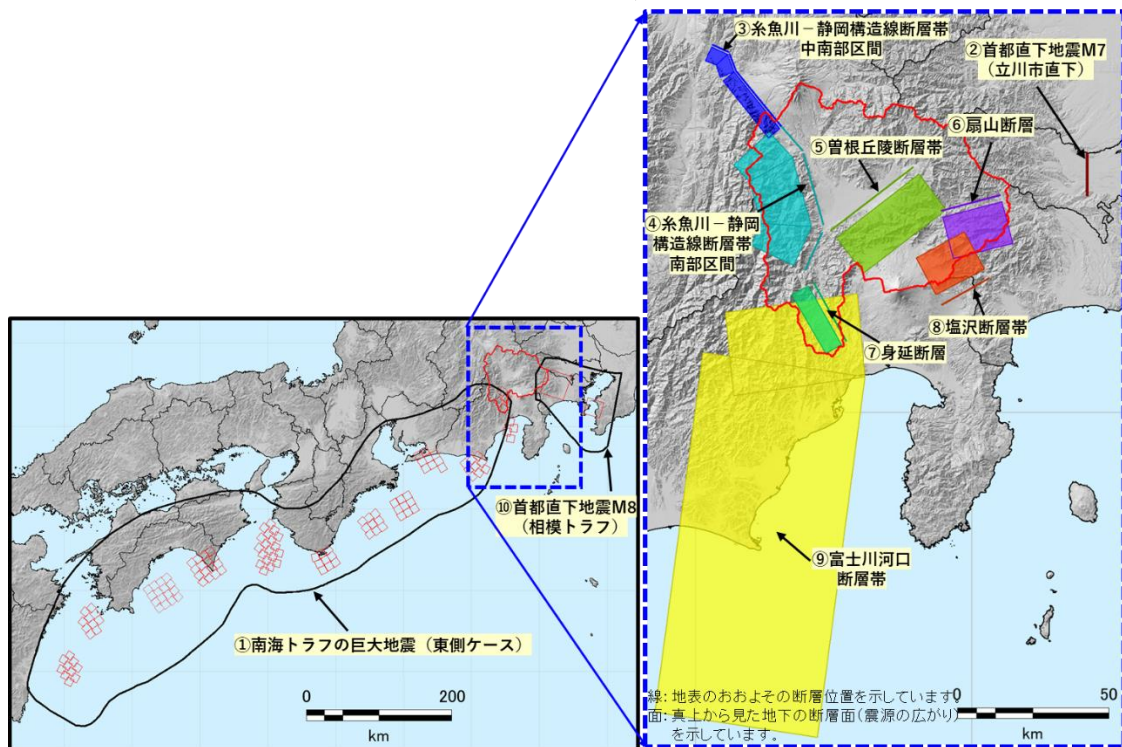 ③糸魚川－静岡構造線断層帯
中南部区間
②首都直下地震M7
（立川市直下）
⑥扇山断層
⑤曽根丘陵断層帯
④糸魚川－静岡
構造線断層帯
南部区間
⑧塩沢断層帯
⑦身延断層
⑨富士川河口
断層帯
線：地表のおおよその断層位置を示しています
面：真上から見た地下の断層面（震源の広がり）
を示しています。
0 50
km
⑩首都直下地震M8
（相模トラフ）
①南海トラフの巨大地震（東側ケース）
0 200
km